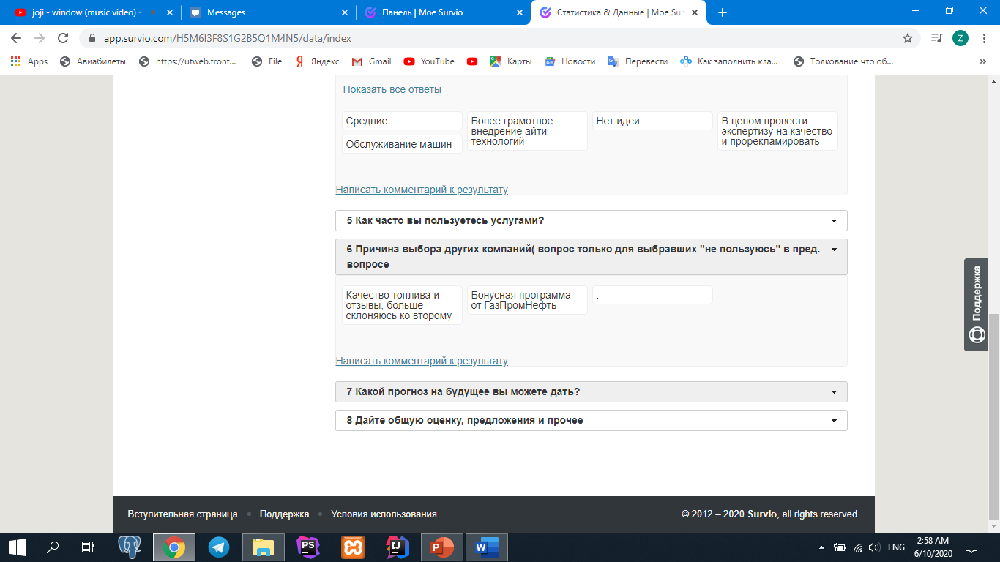 joji - window (music video) -
Messages
Панель | Мое Survio
Статистика & Данные | Мое Sur
app.survio.com/H5M6I3F8S1G2B5Q1M4N5/data/index
Z
Apps
Авиабилеты
https://utweb.tront...
File
Яндекс
Gmail
YouTube
Карты
Новости
Перевести
Как заполнить кла...
Толкование что об...
»
Показать все ответы
Средние
Обслуживание машин
Более грамотное
внедрение айти
технологий
Нет идеи
В целом провести
экспертизу на качество
и прорекламировать
Написать комментарий к результату
5 Как часто вы пользуетесь услугами?
6 Причина выбора других компаний( вопрос только для выбравших "не пользуюсь" в пред.
вопросе
Качество топлива и
отзывы, больше
склоняюсь ко второму
Бонусная программа
от ГазПромНефть
.
Написать комментарий к результату
7 Какой прогноз на будущее вы можете дать?
8 Дайте общую оценку, предложения и прочее
Поддержка
Вступительная страница
Поддержка
Условия использования
© 2012 – 2020 Survio, all rights reserved.
PS
IJ
P
W
ENG
2:58 AM
6/10/2020